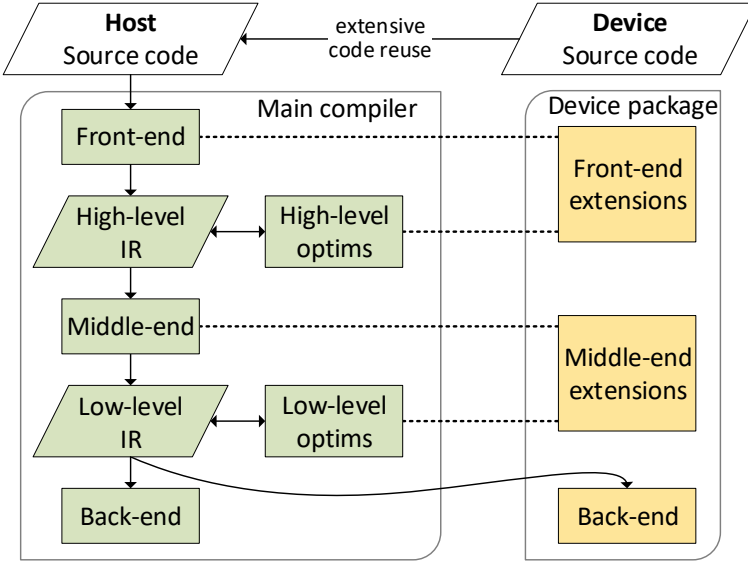 Host
Source code
extensive
code reuse
Device
Source code
Main compiler
Device package
Front-end
Front-end
extensions
High-level
IR
High-level
optims
Middle-end
Middle-end
extensions
Low-level
IR
Low-level
optims
Back-end
Back-end